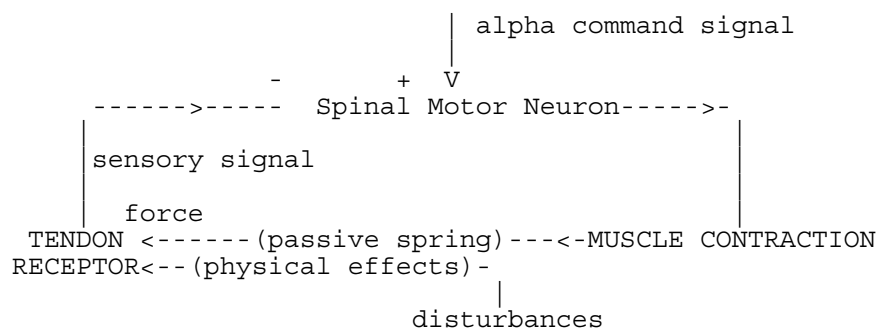 alpha command signal
- + V
------>----- Spinal Motor Neuron----->-
sensory signal
force
TENDON <------(passive spring)---<-MUSCLE CONTRACTION
RECEPTOR<--(physical effects)-
disturbances